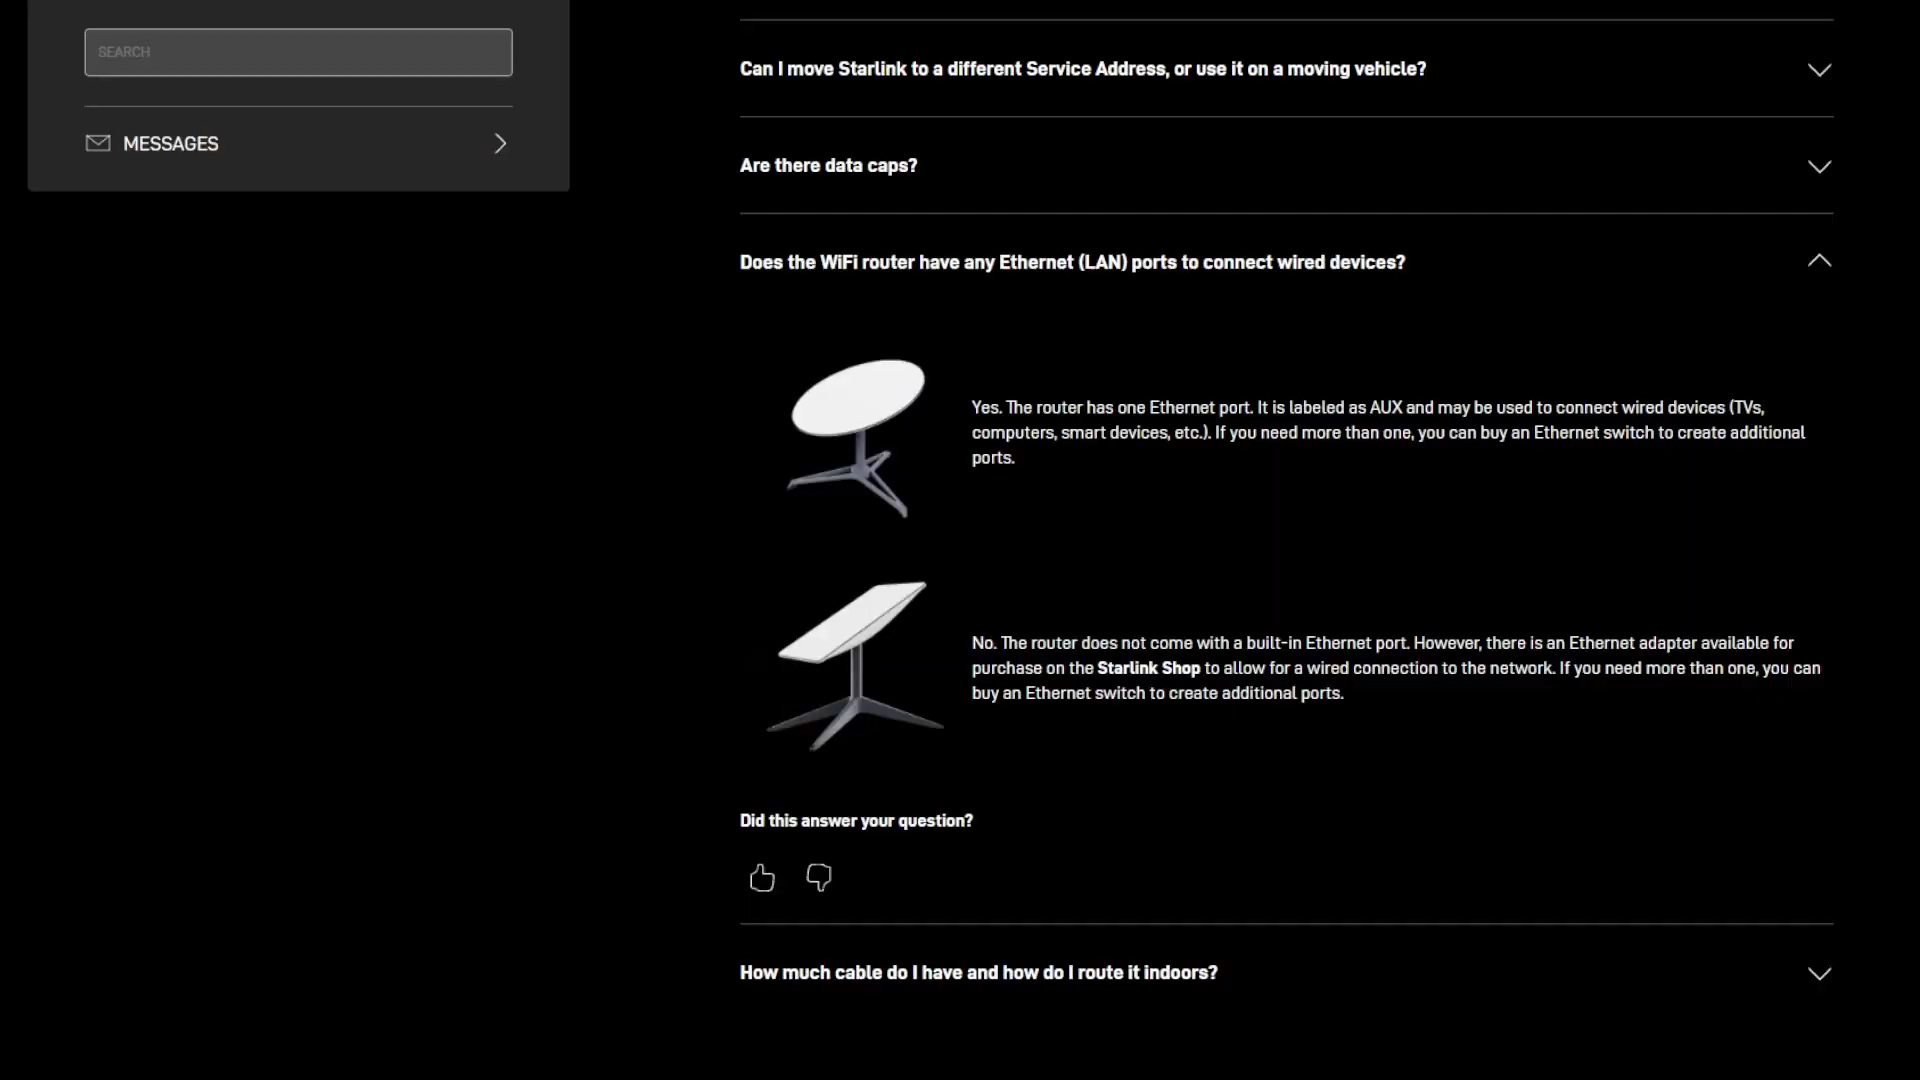 SEARCH
MESSAGES
Can I move Starlink to a different Service Address, or use it on a moving vehicle?
Are there data caps?
Does the WiFi router have any Ethernet (LAN) ports to connect wired devices?
Yes. The router has one Ethernet port. It is labeled as AUX and may be used to connect wired devices (TVs,
computers, smart devices, etc.). If you need more than one, you can buy an Ethernet switch to create additional
ports.
No. The router does not come with a built-in Ethernet port. However, there is an Ethernet adapter available for
purchase on the Starlink Shop to allow for a wired connection to the network. If you need more than one, you can
buy an Ethernet switch to create additional ports.
Did this answer your question?
How much cable do I have and how do I route it indoors?